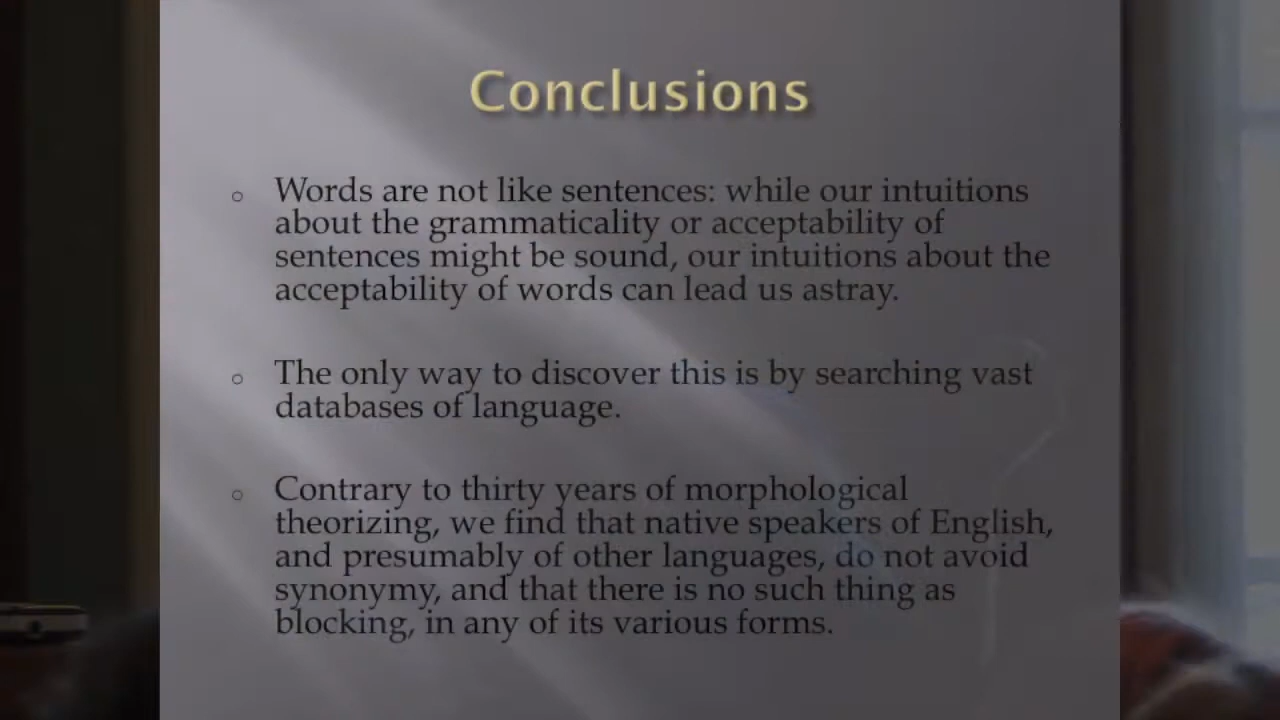 Conclusions
Words are not like sentences: while our intuitions
about the grammaticality or acceptability of
sentences might be sound, our intuitions about the
acceptability of words can lead us astray.
The only way to discover this is by searching vast
databases of language.
Contrary to thirty years of morphological
theorizing, we find that native speakers of English,
and presumably of other languages, do not avoid
synonymy, and that there is no such thing as
blocking, in any of its various forms.